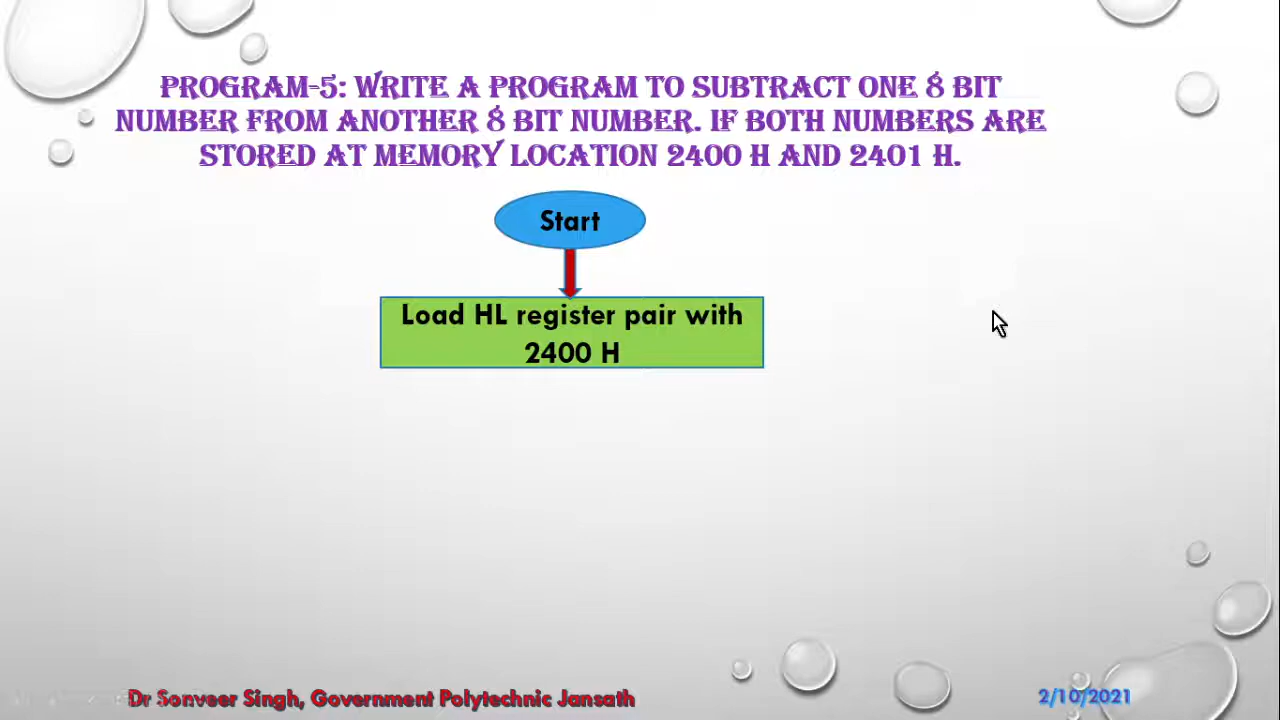 PROGRAM-5: WRITE A PROGRAM TO SUBTRACT ONE 8 BIT
NUMBER FROM ANOTHER 8 BIT NUMBER. IF BOTH NUMBERS ARE
STORED AT MEMORY LOCATION 2400 H AND 2401 H.
Start
Load HL register pair with
2400 H
Dr Sonveer Singh, Government Polytechnic Jansath
2/10/2021